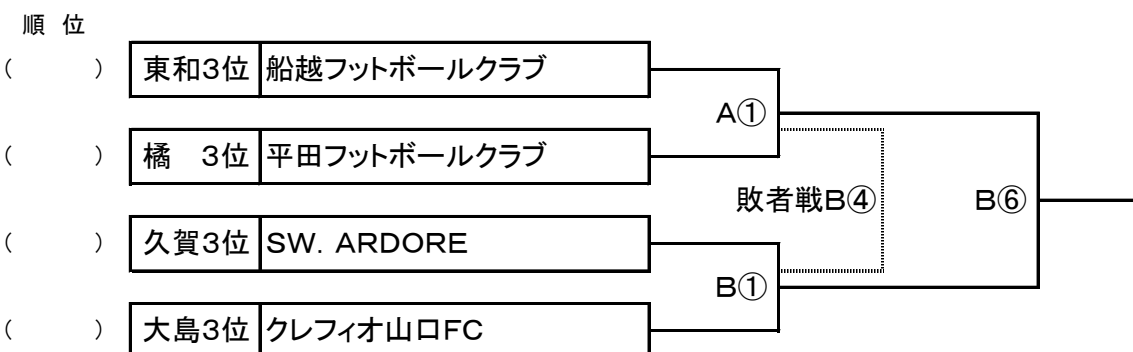 順 位
( ) 東和3位 船越フットボールクラブ
A①
( ) 橘 3位 平田フットボールクラブ
敗者戦B④ B⑥
( ) 久賀3位 SW. ARDORE
B①
( ) 大島3位 クレフィオ山口FC